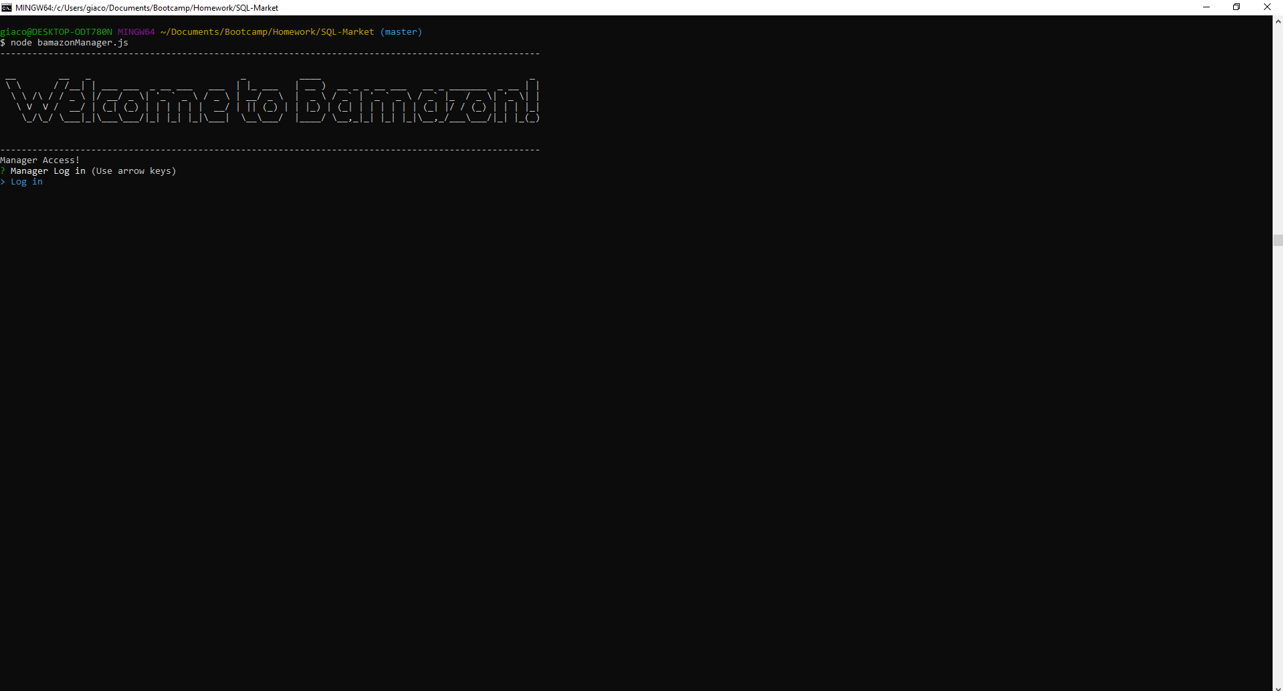 MINGW64:/c/Users/giaco/Documents/Bootcamp/Homework/SQL-Market
giaco@DESKTOP-ODT780N MINGW64 ~/Documents/Bootcamp/Homework/SQL-Market (master)
$ node bamazonManager.js
Welcome to Bamazon!
Manager Access!
? Manager Log in (Use arrow keys)
> Log in